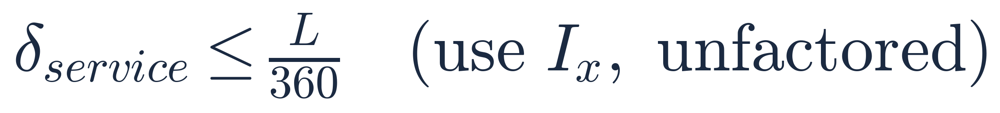 δ_service ≤ L/360 (use I_x, unfactored)